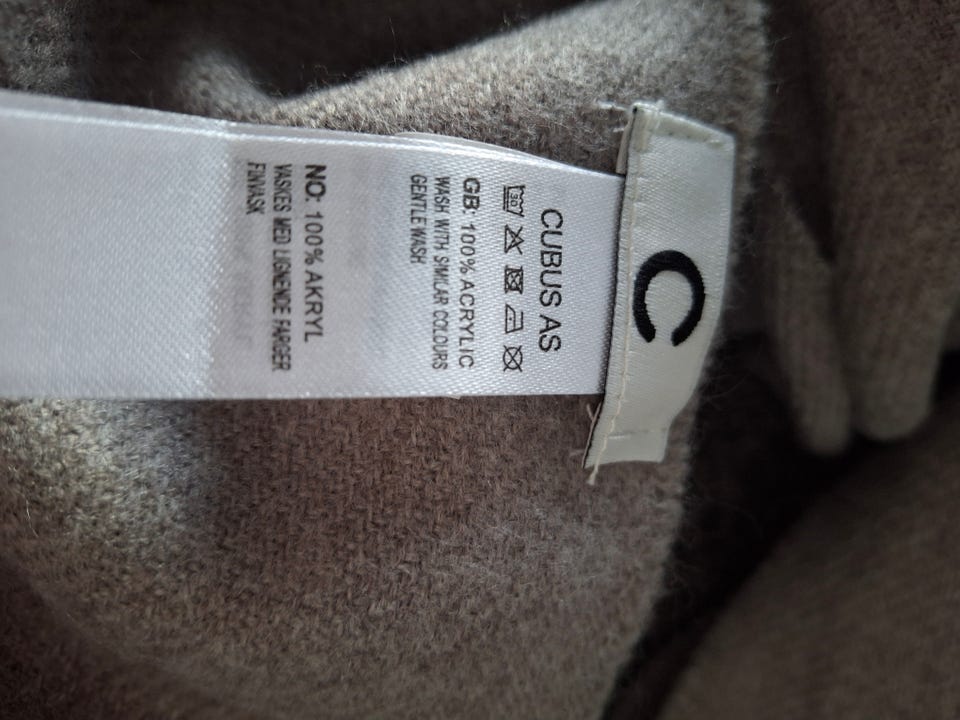 C
CUBUS AS
30
GB: 100% ACRYLIC
WASH WITH SIMILAR COLOURS
GENTLE WASH
NO: 100% AKRYL
VASKES MED LIGNENDE FARGER
FINVASK